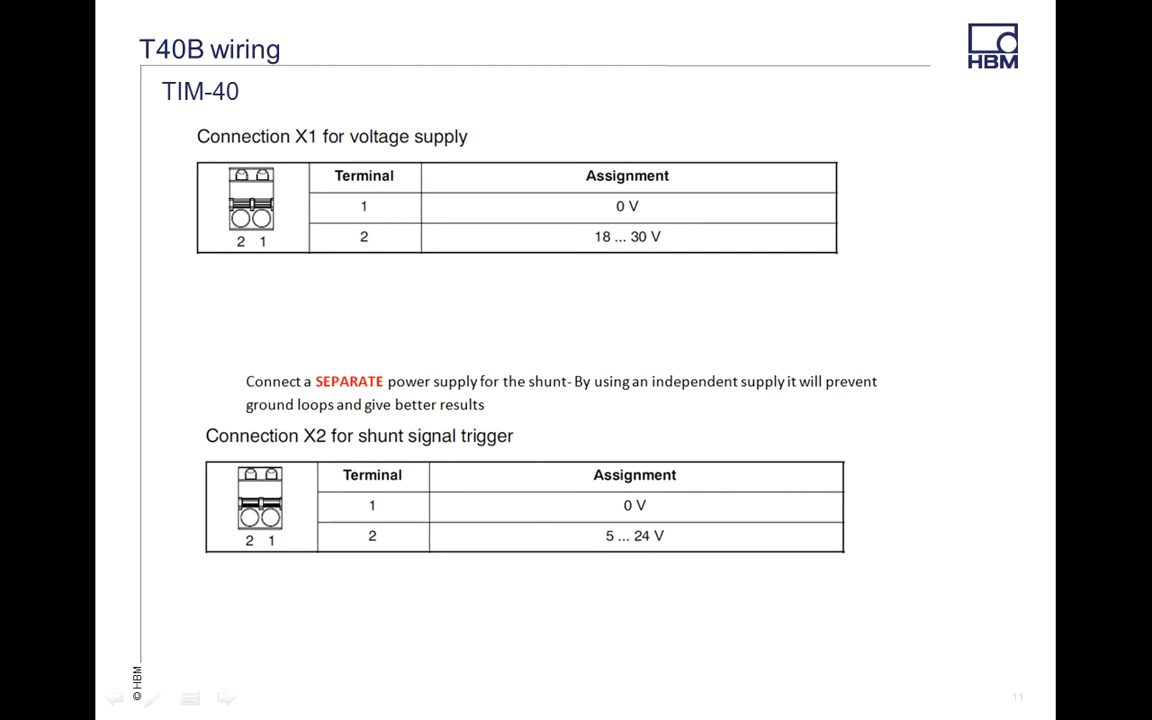 T40B wiring
HBM
TIM-40
Connection X1 for voltage supply
Terminal Assignment
1 0 V
2 18 ... 30 V
2 1
Connect a SEPARATE power supply for the shunt- By using an independent supply it will prevent
ground loops and give better results
Connection X2 for shunt signal trigger
Terminal Assignment
1 0 V
2 5 ... 24 V
2 1
© HBM
11